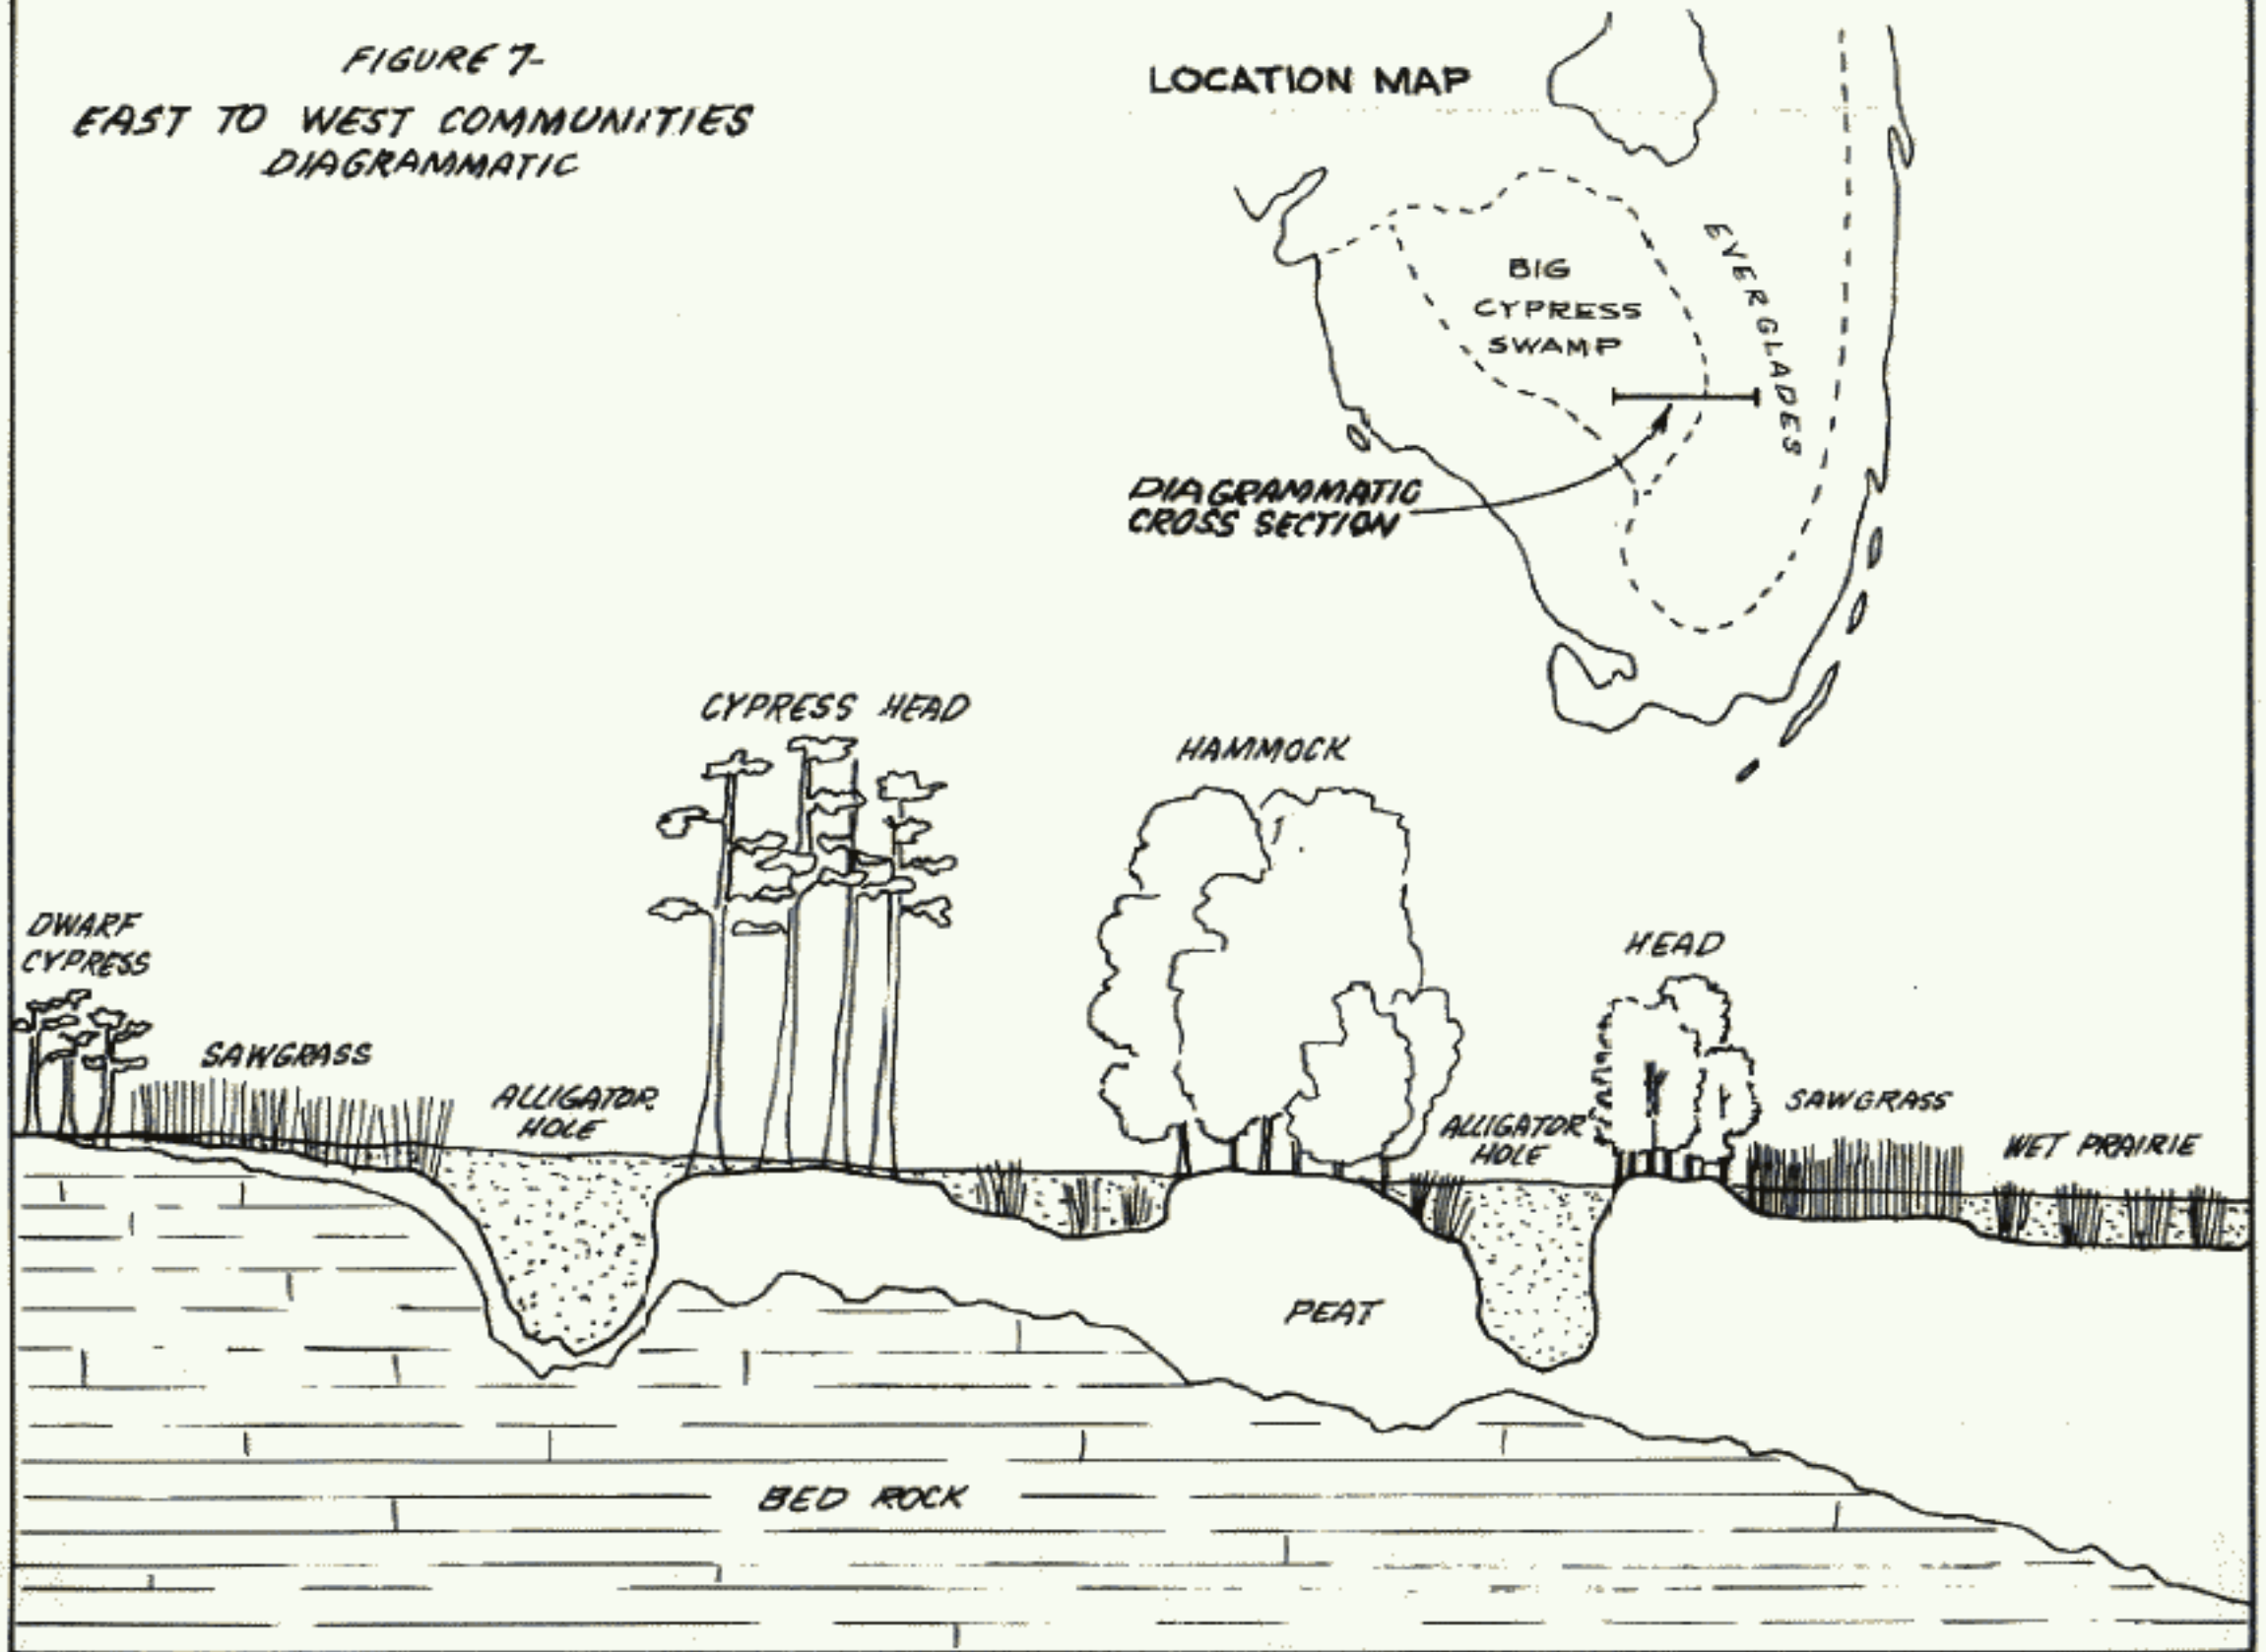 FIGURE 7-
EAST TO WEST COMMUNITIES
DIAGRAMMATIC
LOCATION MAP
BIG
CYPRESS
SWAMP
EVERGLADES
DIAGRAMMATIC
CROSS SECTION
CYPRESS HEAD
HAMMOCK
DWARF
CYPRESS
HEAD
SAWGRASS
ALLIGATOR
HOLE
ALLIGATOR
HOLE
SAWGRASS
WET PRAIRIE
PEAT
BED ROCK